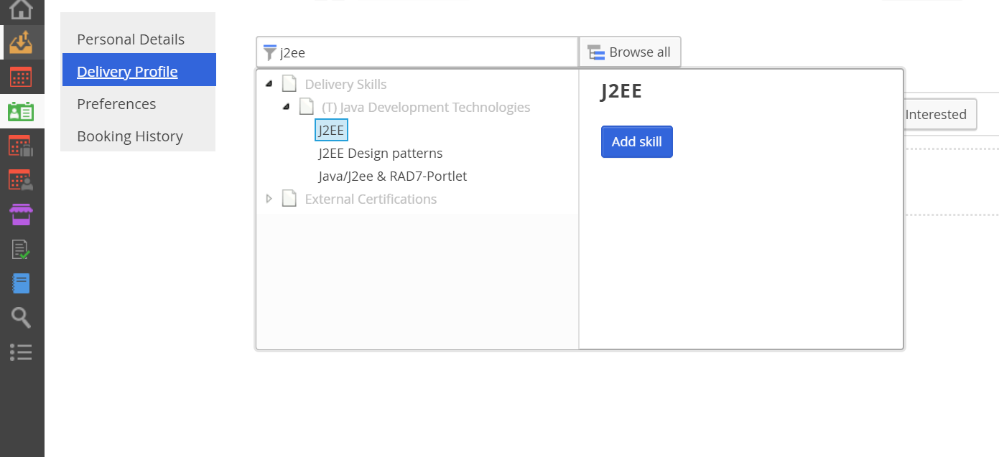 Personal Details
Delivery Profile
Preferences
Booking History
j2ee
Browse all
Delivery Skills
(T) Java Development Technologies
J2EE
J2EE Design patterns
Java/J2ee & RAD7-Portlet
External Certifications
J2EE
Add skill
Interested